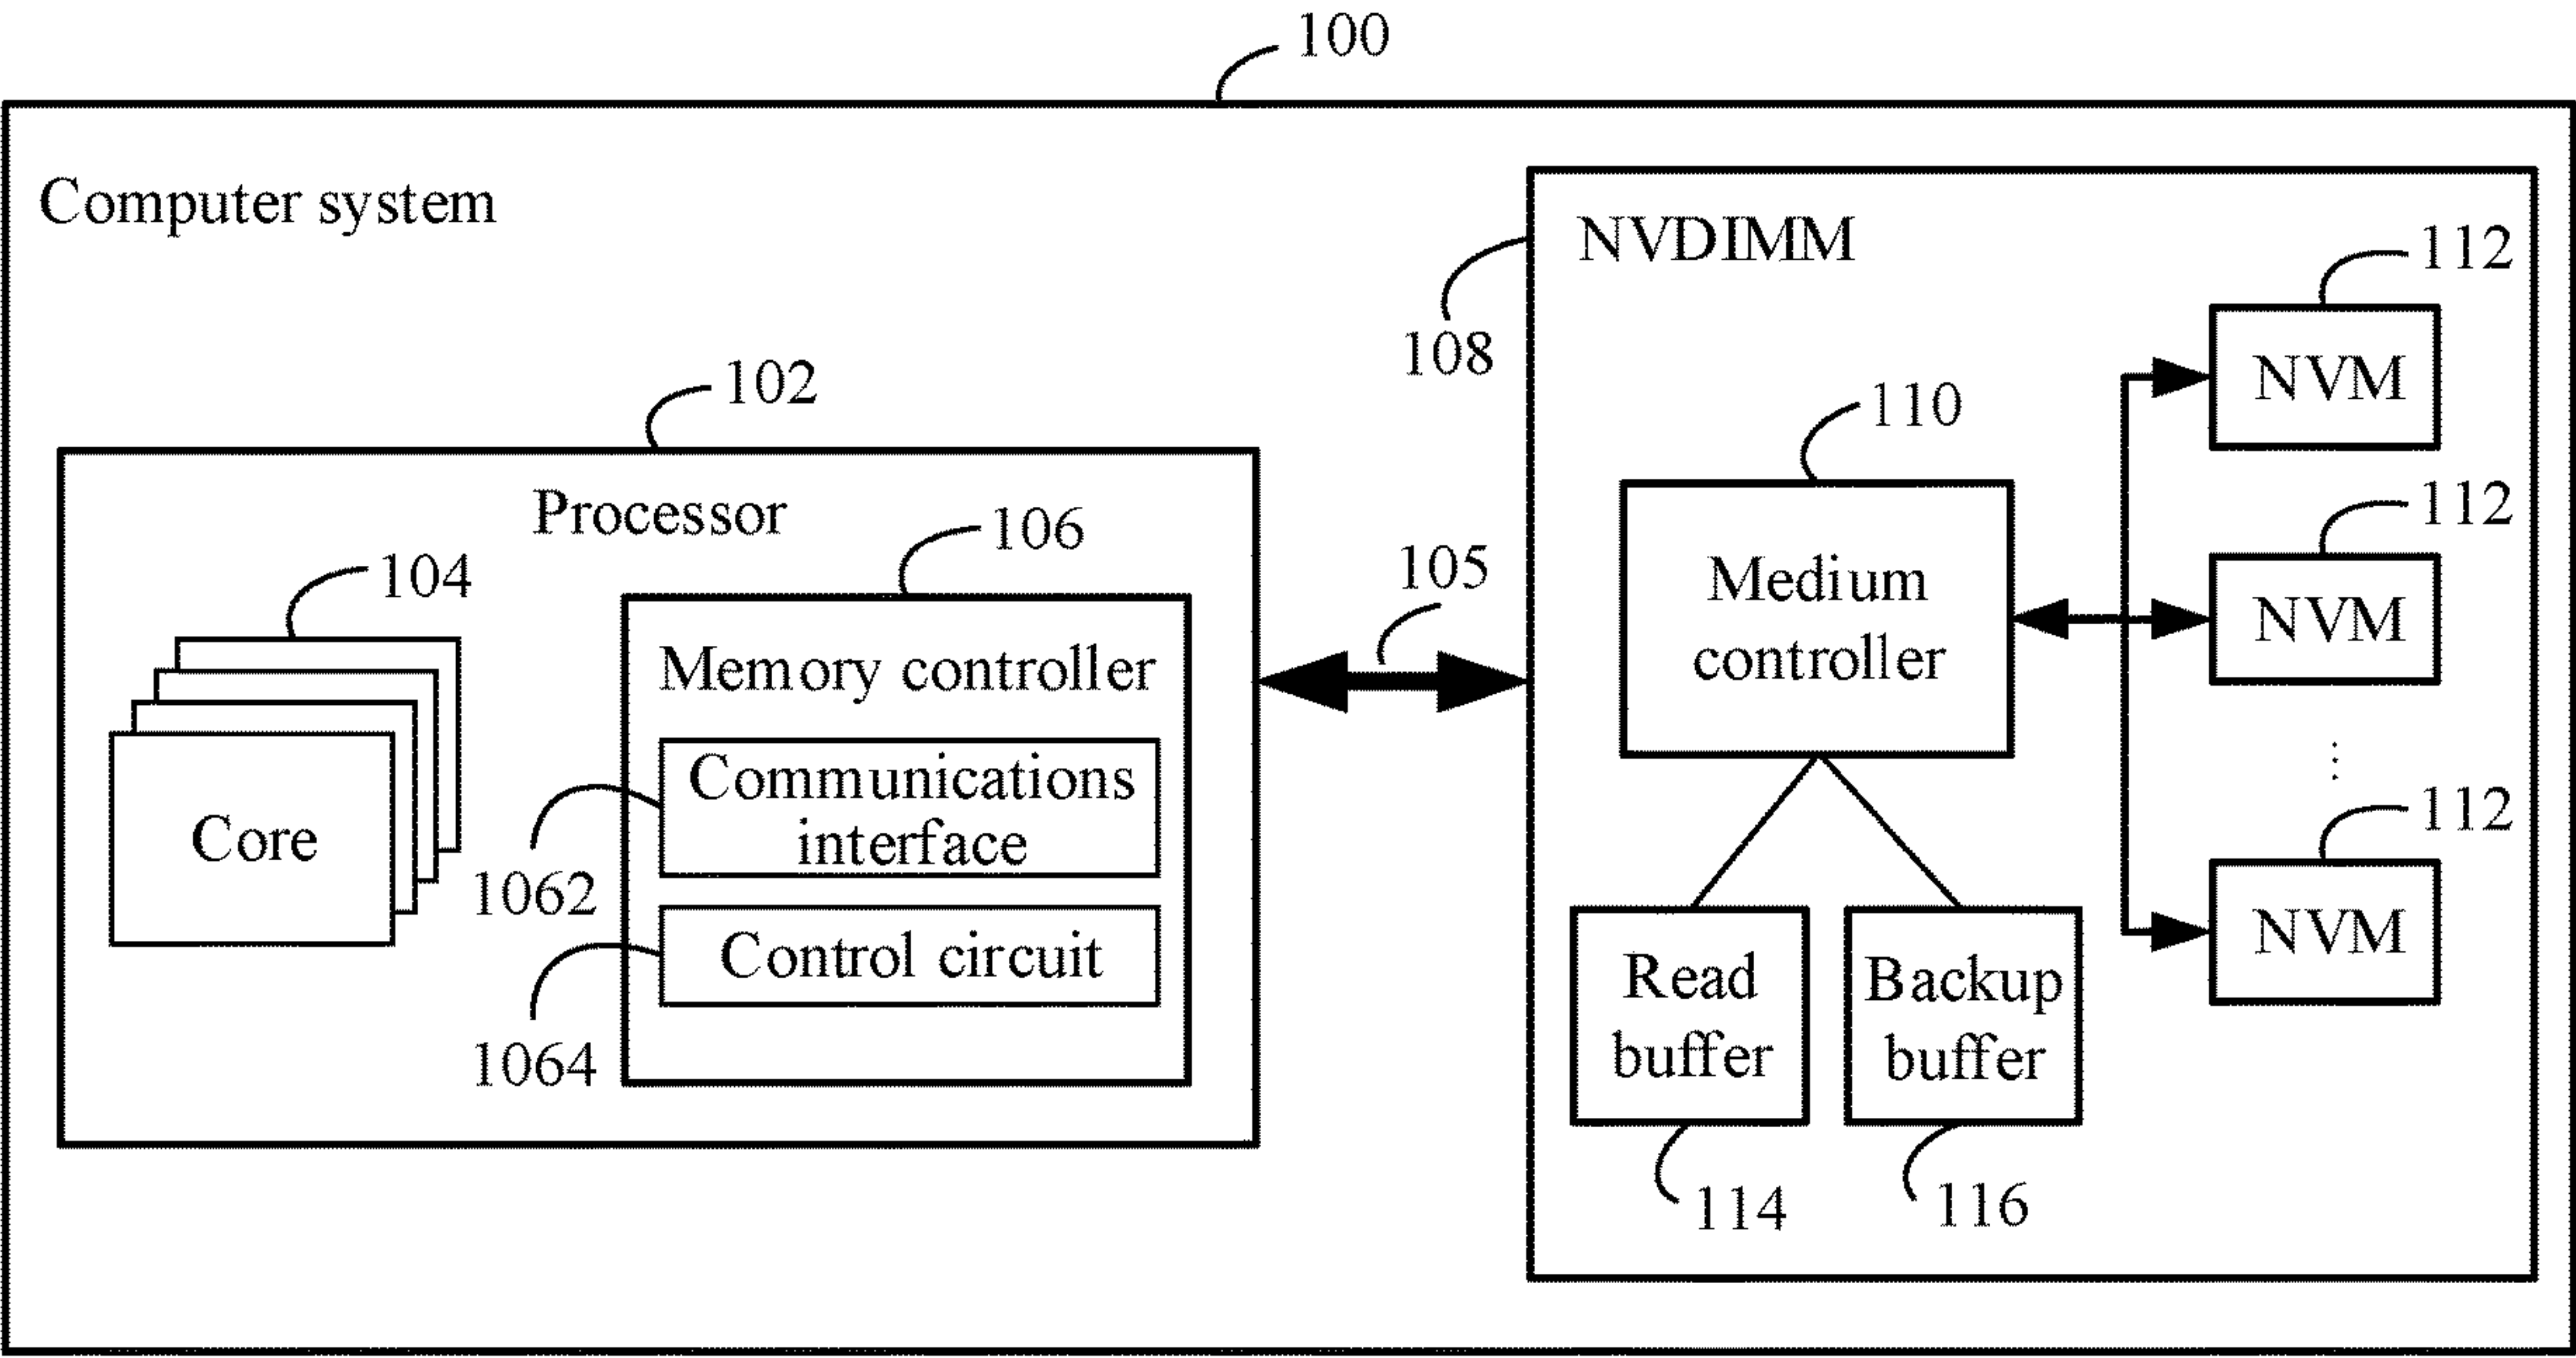 100
Computer system
NVDIMM
112
108
NVM
102
110
Processor
106
112
104
105
Medium
controller
NVM
Memory controller
Communications
interface
⋮
112
Core
1062
Control circuit
NVM
Read
buffer
Backup
buffer
1064
114
116